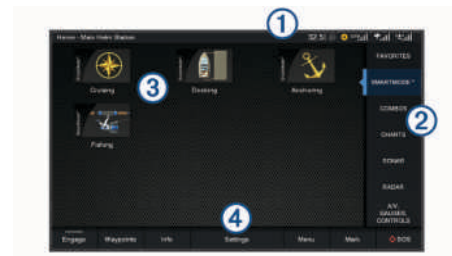 1
Home - Main Helm Station
FAVORITES
SMARTMODE™
Cruising
Docking
Anchoring
3
COMBOS
2
CHARTS
Fishing
SONAR
RADAR
A/V,
GAUGES,
CONTROLS
4
Engage
Waypoints
Info
Settings
Menu
Mark
SOS